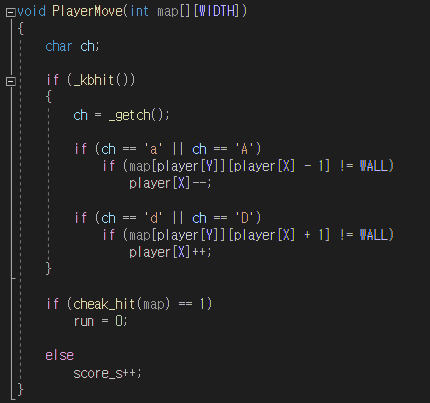 void PlayerMove(int map[][WIDTH])
{
char ch;
if (_kbhit())
{
ch = _getch();
if (ch == 'a' || ch == 'A')
if (map[player[Y]][player[X] - 1] != WALL)
player[X]--;
if (ch == 'd' || ch == 'D')
if (map[player[Y]][player[X] + 1] != WALL)
player[X]++;
}
if (cheak_hit(map) == 1)
run = 0;
else
score_s++;
}